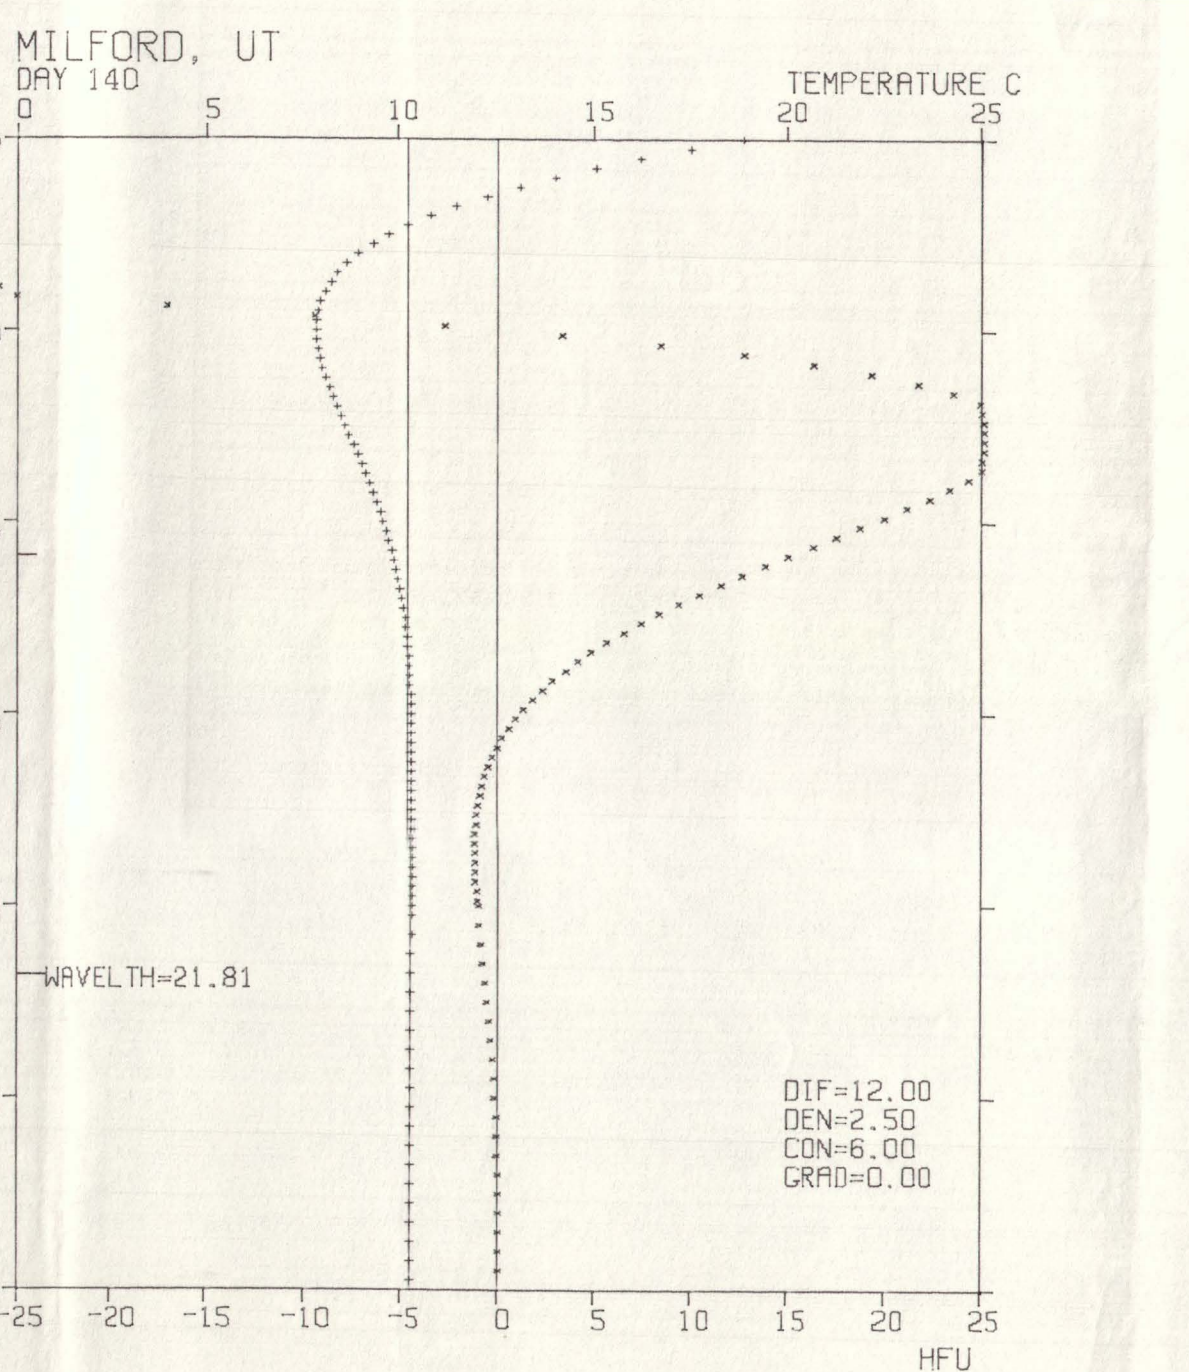 MILFORD, UT
DAY 140
TEMPERATURE C
0 5 10 15 20 25
WAVELTH=21.81
DIF=12.00
DEN=2.50
CON=6.00
GRAD=0.00
-25 -20 -15 -10 -5 0 5 10 15 20 25
HFU